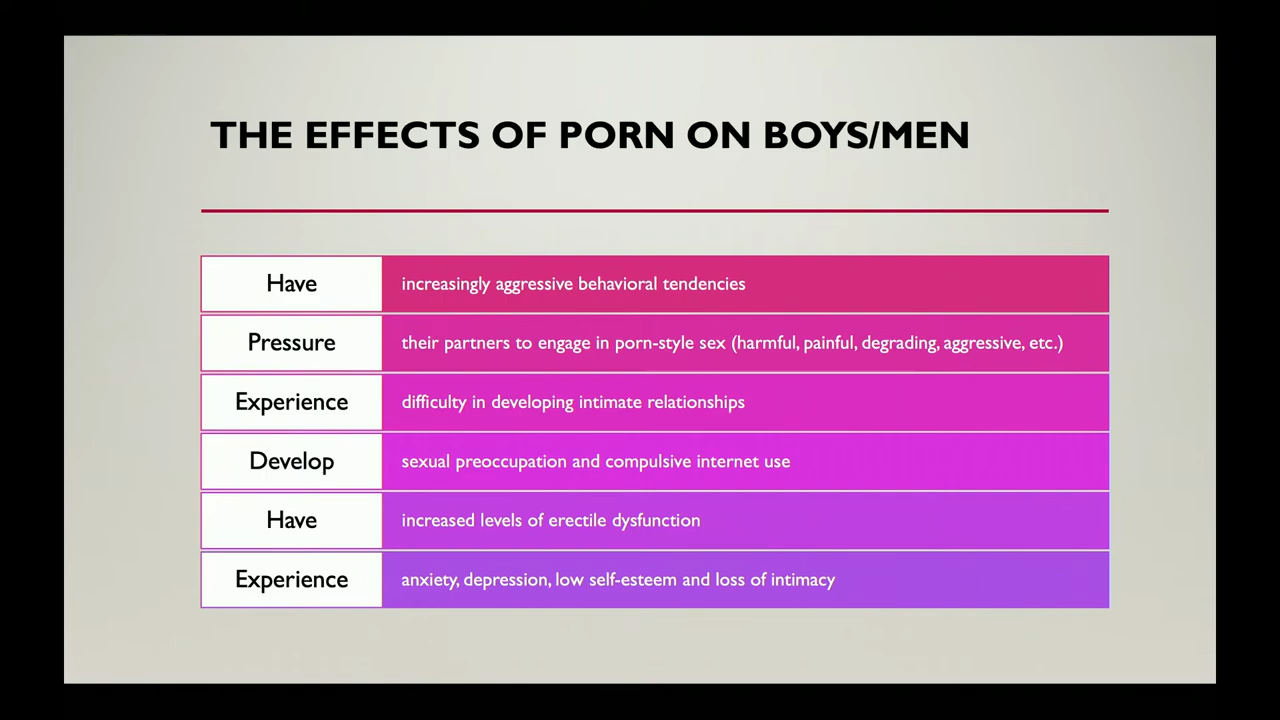 THE EFFECTS OF PORN ON BOYS/MEN
Have increasingly aggressive behavioral tendencies
Pressure their partners to engage in porn-style sex (harmful, painful, degrading, aggressive, etc.)
Experience difficulty in developing intimate relationships
Develop sexual preoccupation and compulsive internet use
Have increased levels of erectile dysfunction
Experience anxiety, depression, low self-esteem and loss of intimacy